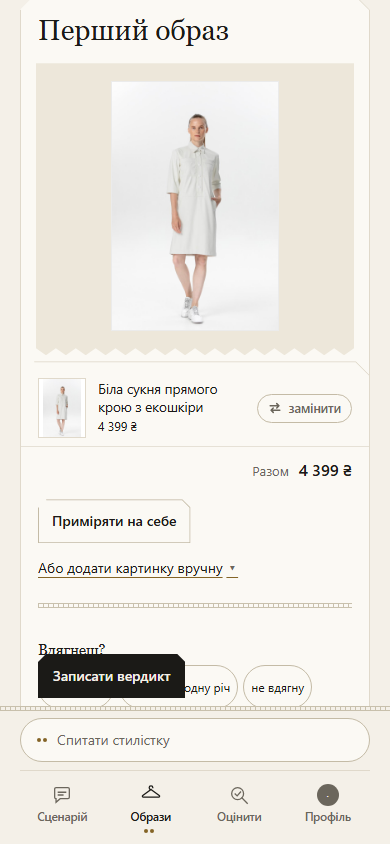 Перший образ
Біла сукня прямого
крою з екошкіри
4 399 ₴
замінити
Разом 4 399 ₴
Приміряти на себе
Або додати картинку вручну
Вдягнеш?
Записати вердикт
одну річ
не вдягну
Спитати стилістку
Сценарій
Образи
Оцінити
Профіль